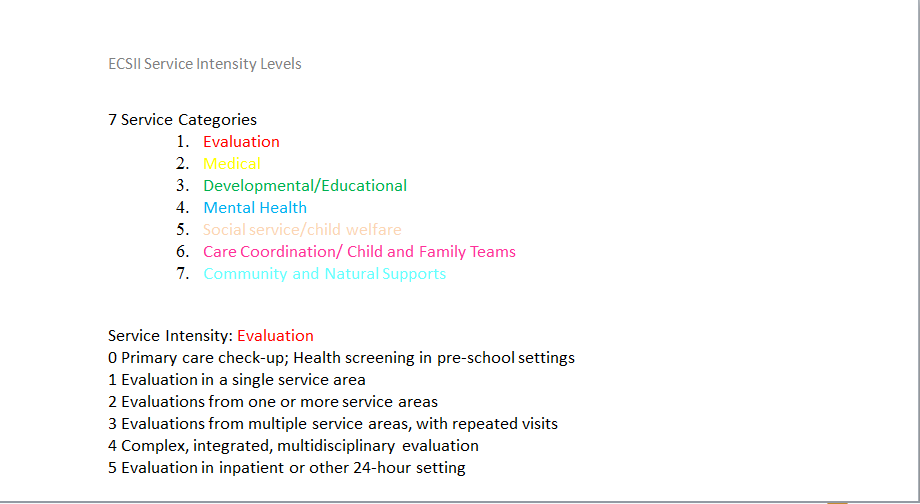 ECSII Service Intensity Levels
7 Service Categories
1. Evaluation
2. Medical
3. Developmental/Educational
4. Mental Health
5. Social service/child welfare
6. Care Coordination/ Child and Family Teams
7. Community and Natural Supports
Service Intensity: Evaluation
0 Primary care check-up; Health screening in pre-school settings
1 Evaluation in a single service area
2 Evaluations from one or more service areas
3 Evaluations from multiple service areas, with repeated visits
4 Complex, integrated, multidisciplinary evaluation
5 Evaluation in inpatient or other 24-hour setting